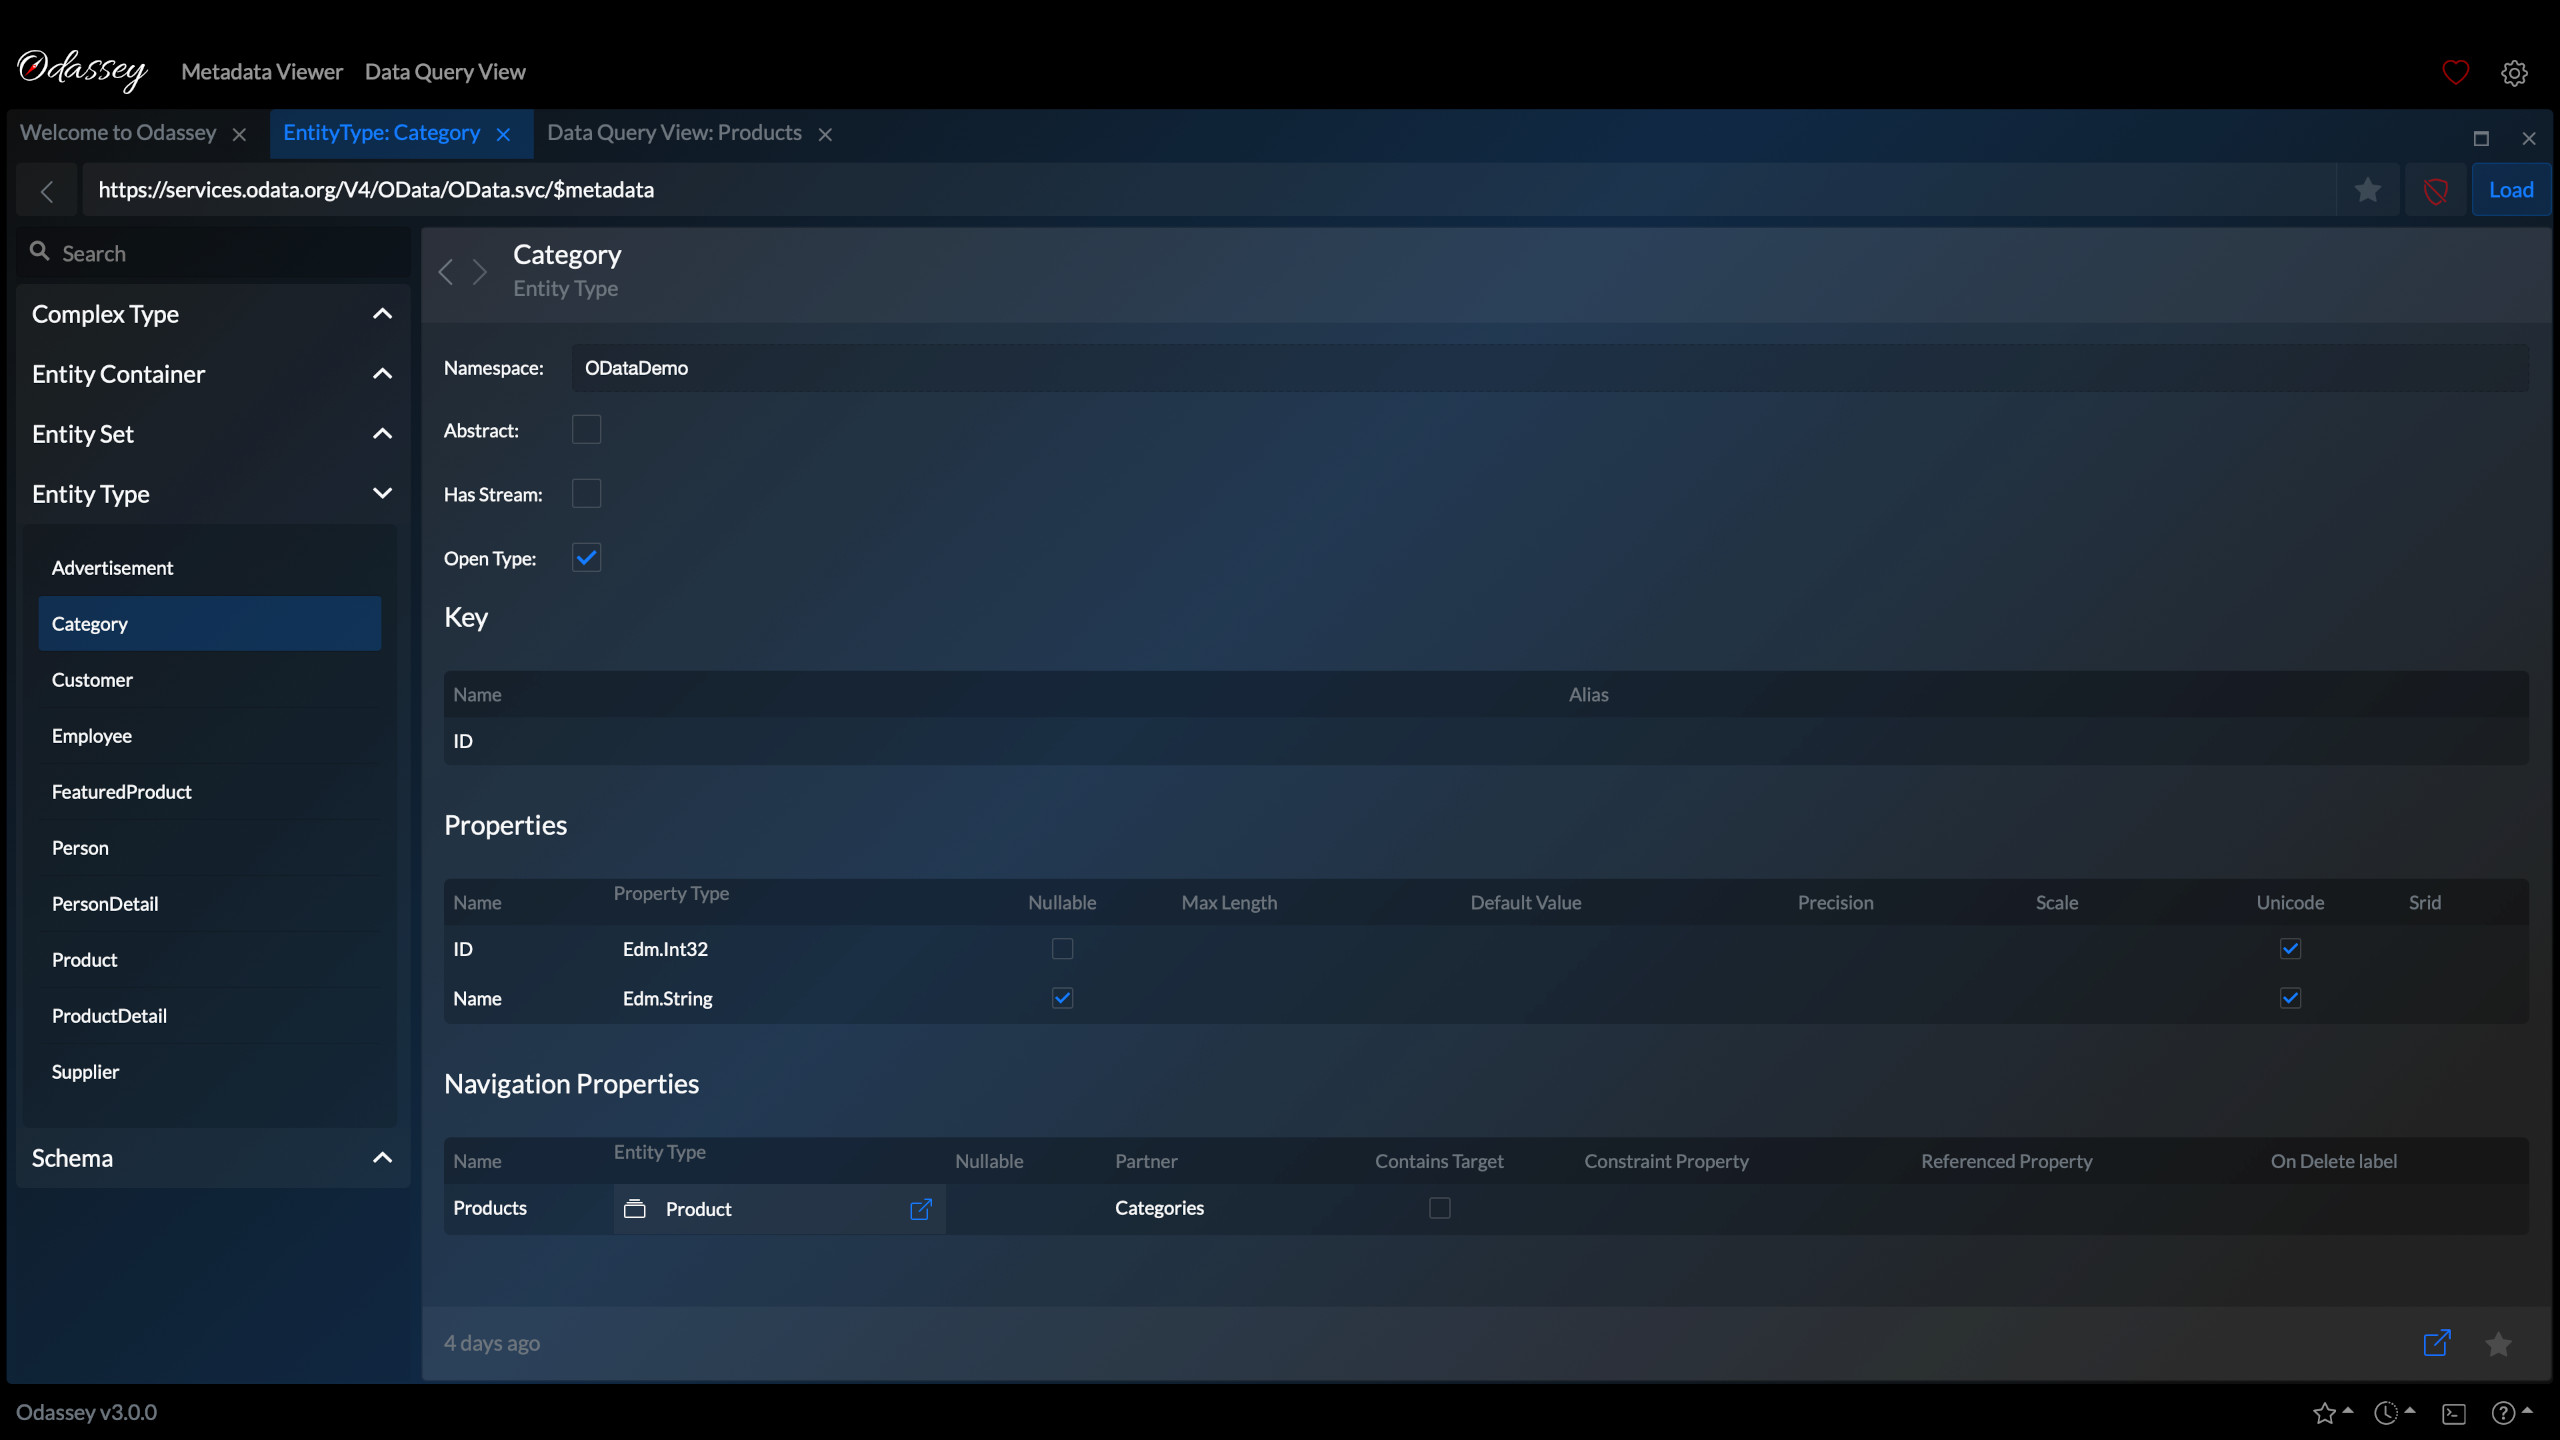 Odassey Metadata Viewer Data Query View
Welcome to Odassey EntityType: Category Data Query View: Products
https://services.odata.org/V4/OData/OData.svc/$metadata Load
Search
Complex Type
Entity Container
Entity Set
Entity Type
Advertisement
Category
Customer
Employee
FeaturedProduct
Person
PersonDetail
Product
ProductDetail
Supplier
Schema
Category
Entity Type
Namespace: ODataDemo
Abstract:
Has Stream:
Open Type:
Key
Name Alias
ID
Properties
Name Property Type Nullable Max Length Default Value Precision Scale Unicode Srid
ID Edm.Int32
Name Edm.String
Navigation Properties
Name Entity Type Nullable Partner Contains Target Constraint Property Referenced Property On Delete label
Products Product Categories
4 days ago
Odassey v3.0.0